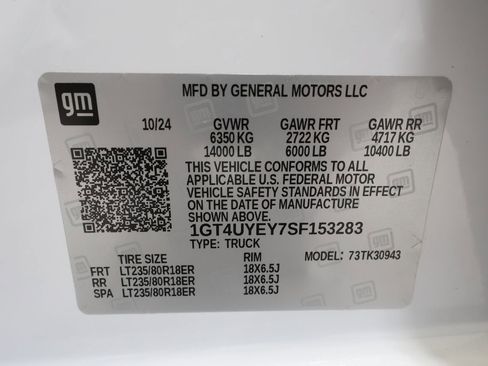 gm
MFD BY GENERAL MOTORS LLC
10/24 GVWR GAWR FRT GAWR RR
6350 KG 2722 KG 4717 KG
14000 LB 6000 LB 10400 LB
THIS VEHICLE CONFORMS TO ALL
APPLICABLE U.S. FEDERAL MOTOR
VEHICLE SAFETY STANDARDS IN EFFECT
ON THE DATE OF MANUFACTURE
SHOWN ABOVE.
1GT4UYEY7SF153283
TYPE: TRUCK
TIRE SIZE RIM MODEL: 73TK30943
FRT LT235/80R18ER 18X6.5J
RR LT235/80R18ER 18X6.5J
SPA LT235/80R18ER 18X6.5J